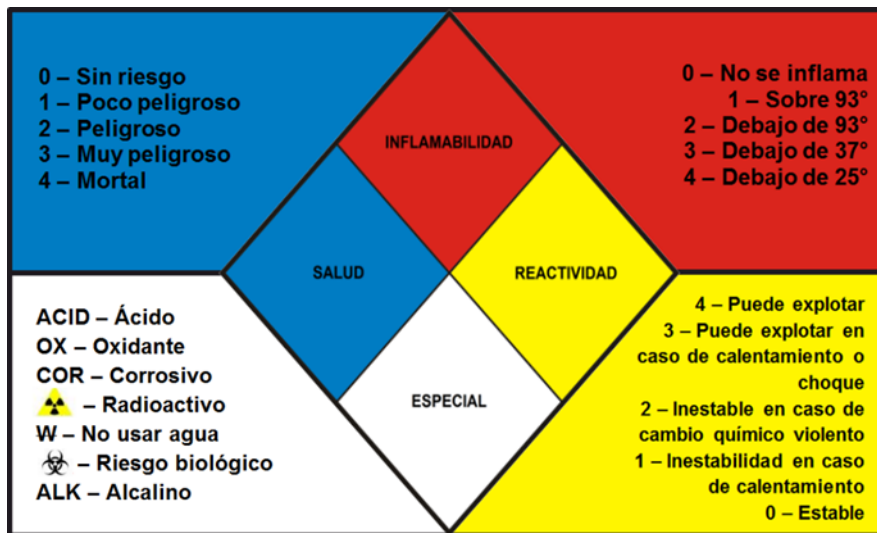 0 – Sin riesgo
1 – Poco peligroso
2 – Peligroso
3 – Muy peligroso
4 – Mortal
0 – No se inflama
1 – Sobre 93°
2 – Debajo de 93°
3 – Debajo de 37°
4 – Debajo de 25°
INFLAMABILIDAD
SALUD
REACTIVIDAD
ESPECIAL
ACID – Ácido
OX – Oxidante
COR – Corrosivo
– Radioactivo
W – No usar agua
– Riesgo biológico
ALK – Alcalino
4 – Puede explotar
3 – Puede explotar en
caso de calentamiento o
choque
2 – Inestable en caso de
cambio químico violento
1 – Inestabilidad en caso
de calentamiento
0 – Estable